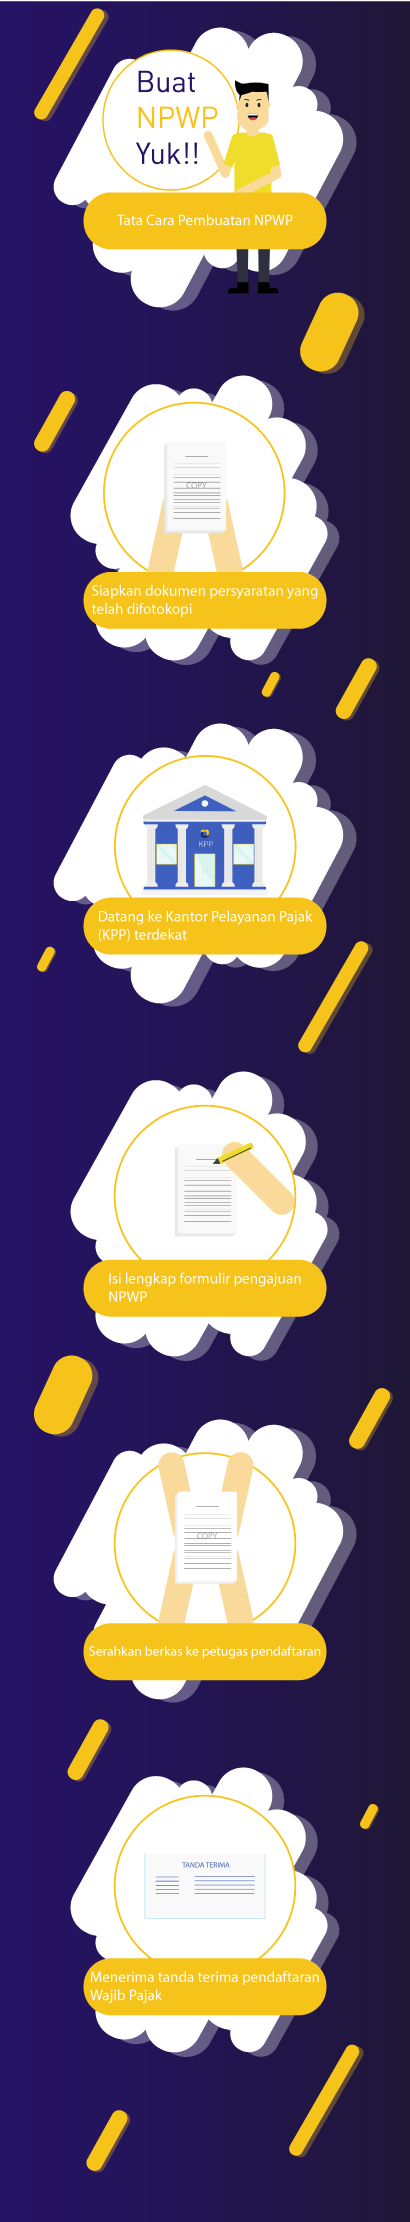 Buat
NPWP
Yuk!!
Tata Cara Pembuatan NPWP
COPY
Siapkan dokumen persyaratan yang
telah difotokopi
KPP
Datang ke Kantor Pelayanan Pajak
(KPP) terdekat
Isi lengkap formulir pengajuan
NPWP
COPY
Serahkan berkas ke petugas pendaftaran
TANDA TERIMA
Menerima tanda terima pendaftaran
Wajib Pajak